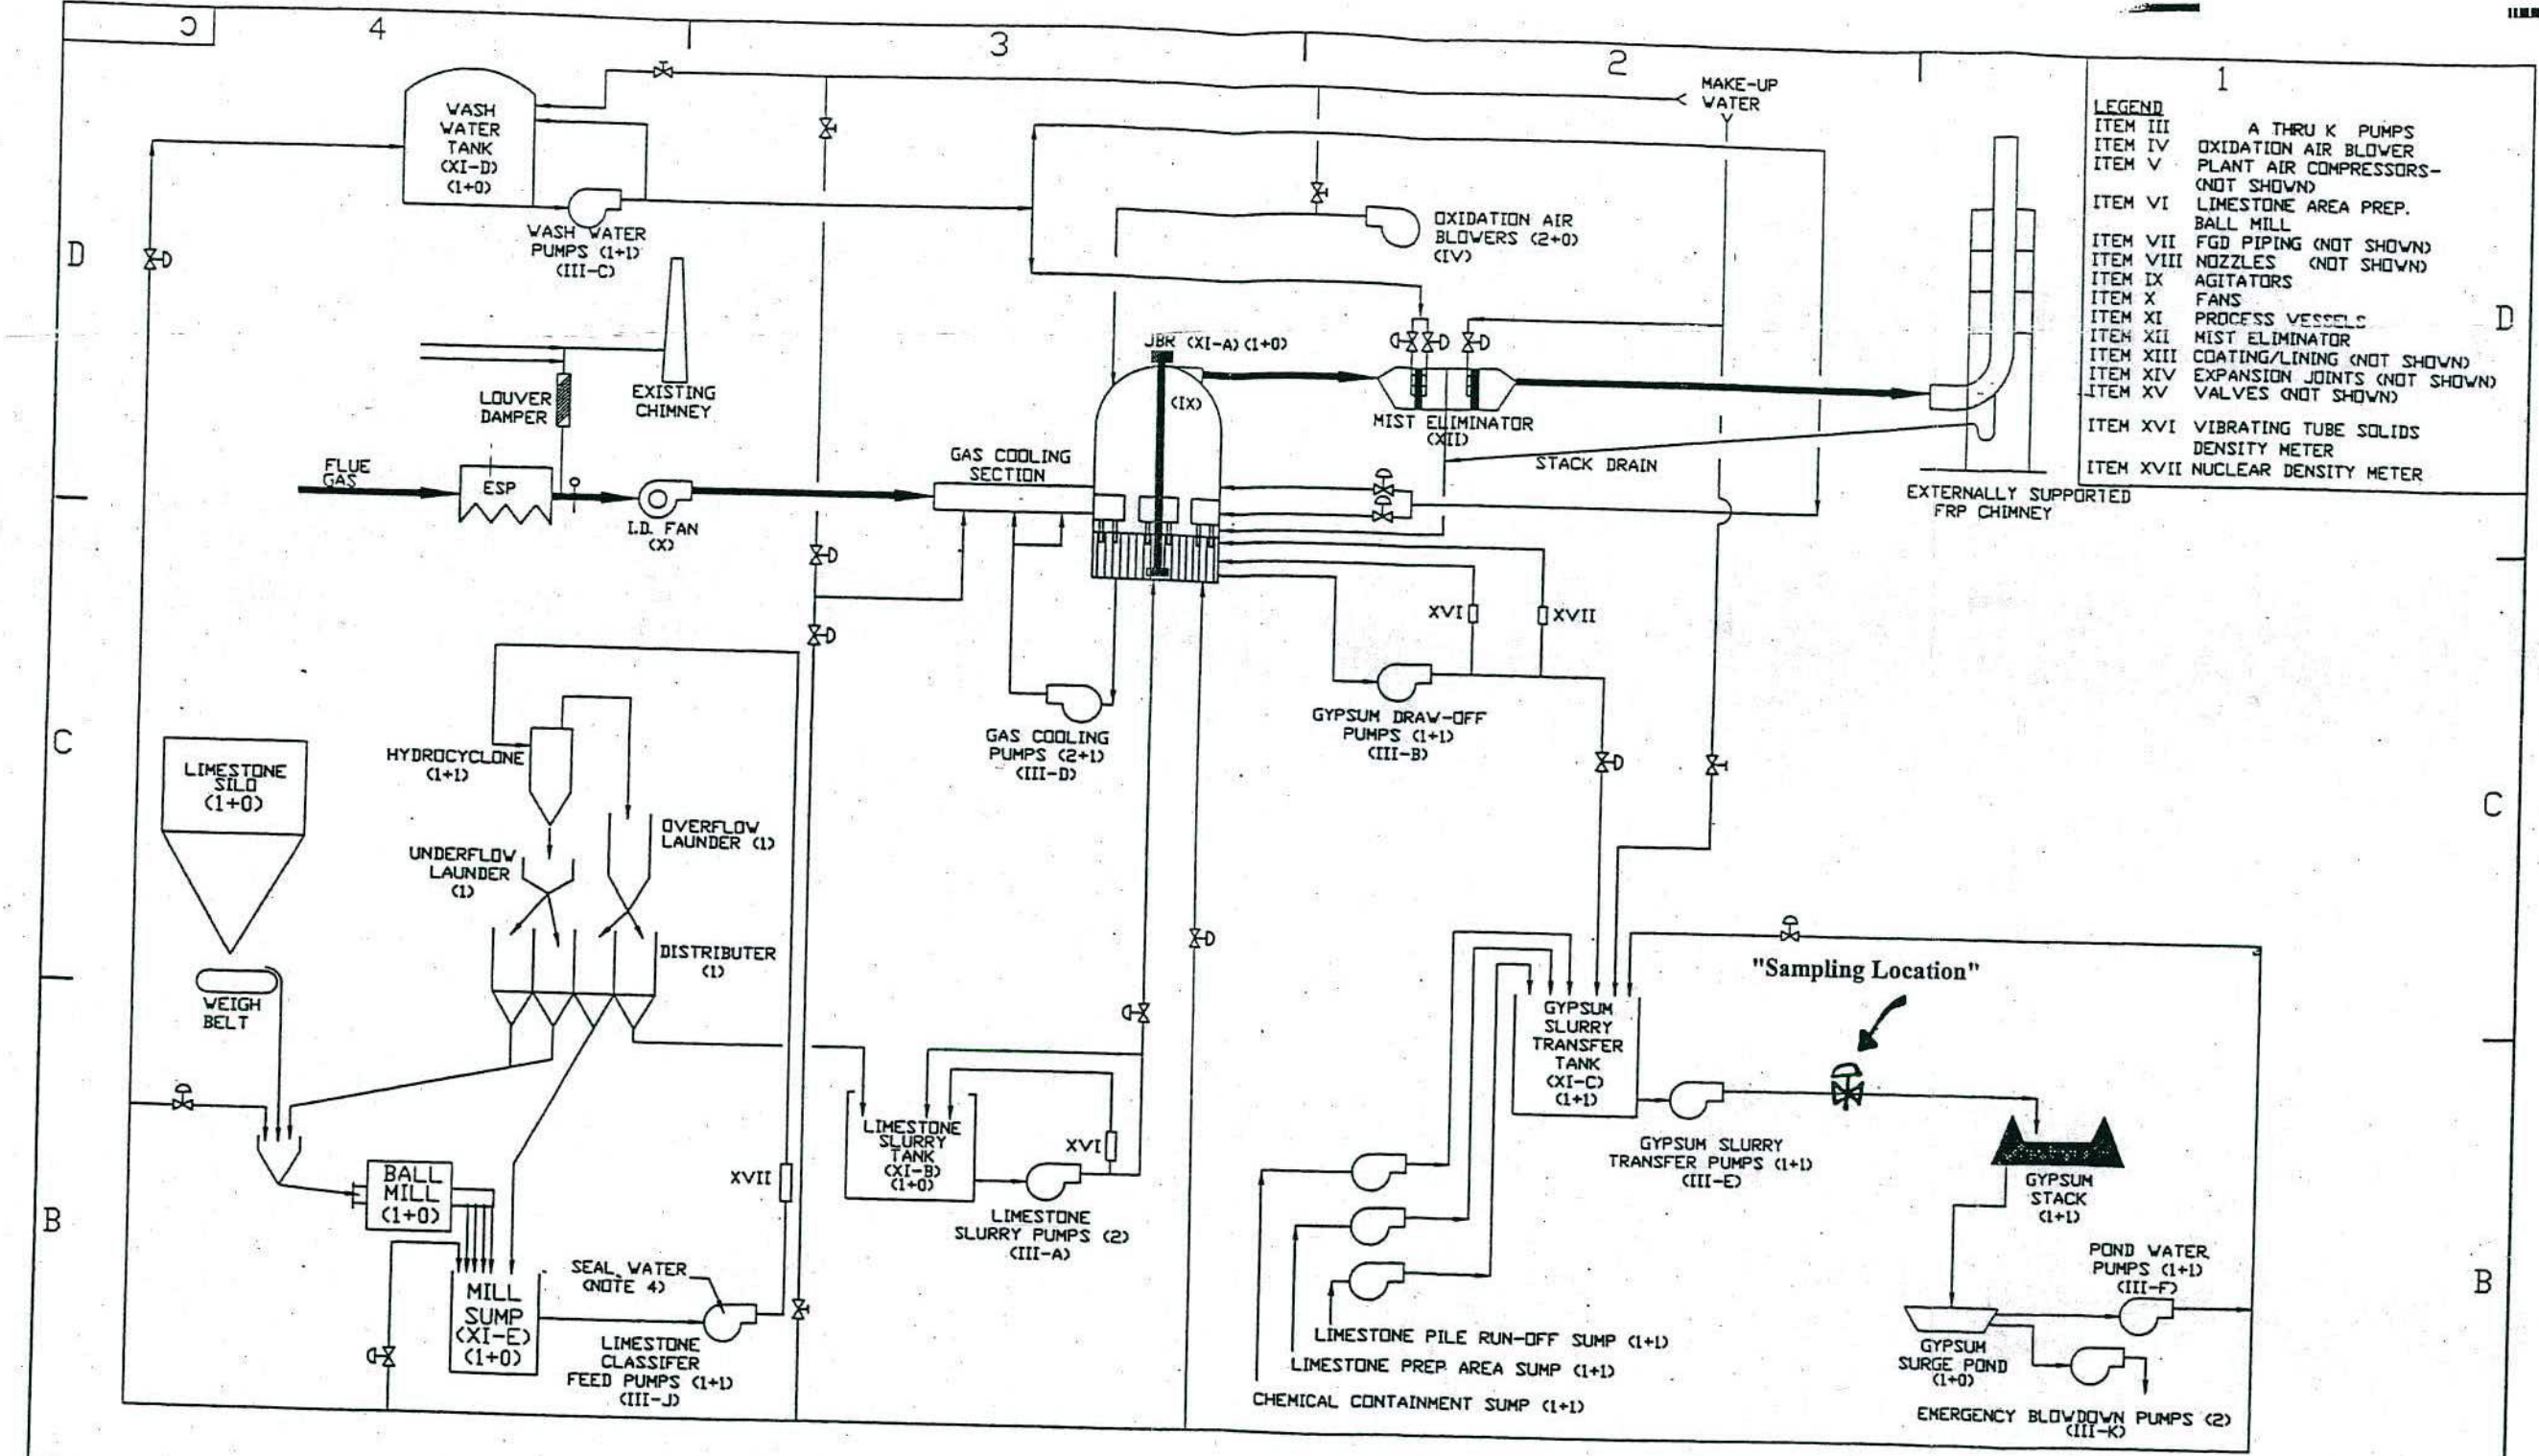 C
4
3
2
1
D
C
B
D
C
B
WASH
WATER
TANK
(XI-D)
(1+0)
WASH WATER
PUMPS (1+1)
(III-C)
MAKE-UP
WATER
OXIDATION AIR
BLOWERS (2+0)
(IV)
LEGEND
ITEM III A THRU K PUMPS
ITEM IV OXIDATION AIR BLOWER
ITEM V PLANT AIR COMPRESSORS-
(NOT SHOWN)
ITEM VI LIMESTONE AREA PREP.
BALL MILL
ITEM VII FGD PIPING (NOT SHOWN)
ITEM VIII NOZZLES (NOT SHOWN)
ITEM IX AGITATORS
ITEM X FANS
ITEM XI PROCESS VESSELS
ITEM XII MIST ELIMINATOR
ITEM XIII COATING/LINING (NOT SHOWN)
ITEM XIV EXPANSION JOINTS (NOT SHOWN)
ITEM XV VALVES (NOT SHOWN)
ITEM XVI VIBRATING TUBE SOLIDS
DENSITY METER
ITEM XVII NUCLEAR DENSITY METER
LOUVER
DAMPER
EXISTING
CHIMNEY
JBR (XI-A)(1+0)
(IX)
MIST ELIMINATOR
(XII)
STACK DRAIN
EXTERNALLY SUPPORTED
FRP CHIMNEY
FLUE
GAS
ESP
I.D. FAN
(X)
GAS COOLING
SECTION
XVI
XVII
GAS COOLING
PUMPS (2+1)
(III-D)
GYPSUM DRAW-OFF
PUMPS (1+1)
(III-B)
LIMESTONE
SILO
(1+0)
HYDROCYCLONE
(1+1)
UNDERFLOW
LAUNDER
(1)
OVERFLOW
LAUNDER (1)
DISTRIBUTER
(1)
WEIGH
BELT
BALL
MILL
(1+0)
MILL
SUMP
(XI-E)
(1+0)
SEAL WATER
(NOTE 4)
LIMESTONE
CLASSIFER
FEED PUMPS (1+1)
(III-J)
XVII
LIMESTONE
SLURRY
TANK
(XI-B)
(1+0)
XVI
LIMESTONE
SLURRY PUMPS (2)
(III-A)
"Sampling Location"
GYPSUM
SLURRY
TRANSFER
TANK
(XI-C)
(1+1)
GYPSUM SLURRY
TRANSFER PUMPS (1+1)
(III-E)
GYPSUM
STACK
(1+1)
POND WATER
PUMPS (1+1)
(III-F)
GYPSUM
SURGE POND
(1+0)
EMERGENCY BLOWDOWN PUMPS (2)
(III-K)
LIMESTONE PILE RUN-OFF SUMP (1+1)
LIMESTONE PREP AREA SUMP (1+1)
CHEMICAL CONTAINMENT SUMP (1+1)